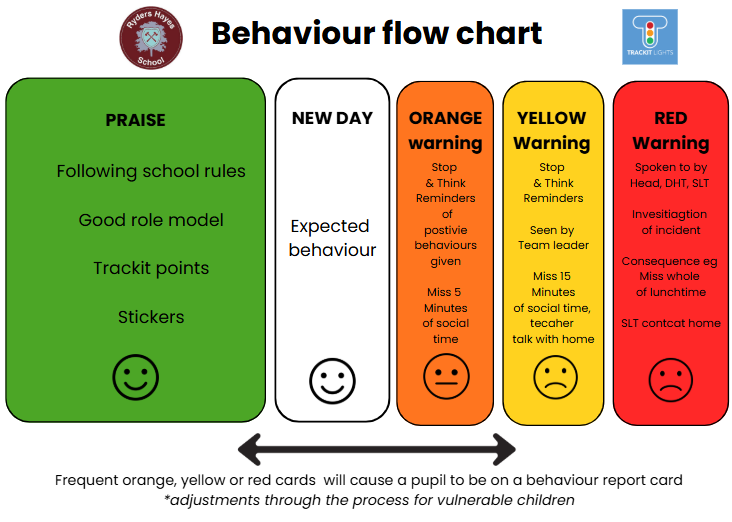 Ryders Hayes
School
Behaviour flow chart
TRACKIT LIGHTS
PRAISE
Following school rules
Good role model
Trackit points
Stickers
NEW DAY
Expected
behaviour
ORANGE
warning
Stop
& Think
Reminders
of
postivie
behaviours
given
Miss 5
Minutes
of social
time
YELLOW
Warning
Stop
& Think
Reminders
Seen by
Team leader
Miss 15
Minutes
of social time,
tecaher
talk with home
RED
Warning
Spoken to by
Head, DHT, SLT
Invesitiagtion
of incident
Consequence eg
Miss whole
of lunchtime
SLT contcat home
Frequent orange, yellow or red cards will cause a pupil to be on a behaviour report card
*adjustments through the process for vulnerable children